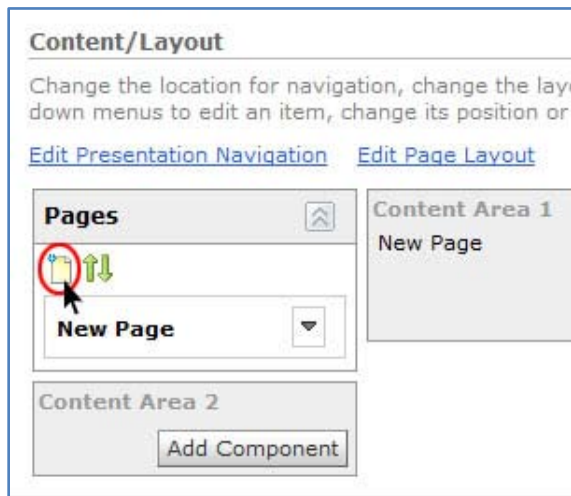 Content/Layout
Change the location for navigation, change the lay
down menus to edit an item, change its position or
Edit Presentation Navigation Edit Page Layout
Pages
New Page
Content Area 1
New Page
Content Area 2
Add Component